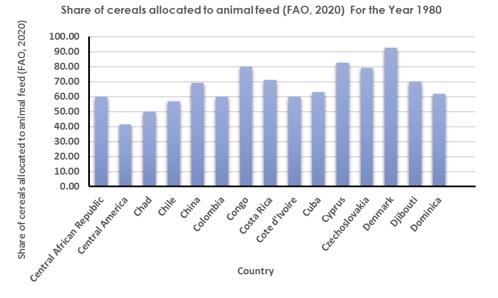 Share of cereals allocated to animal feed (FAO, 2020) For the Year 1980
Share of cereals allocated to animal feed (FAO, 2020)
100.00
90.00
80.00
70.00
60.00
50.00
40.00
30.00
20.00
10.00
0.00
Central African Republic
Central America
Chad
Chile
China
Colombia
Congo
Costa Rica
Cote d'Ivoire
Cuba
Cyprus
Czechoslovakia
Denmark
Djibouti
Dominica
Country